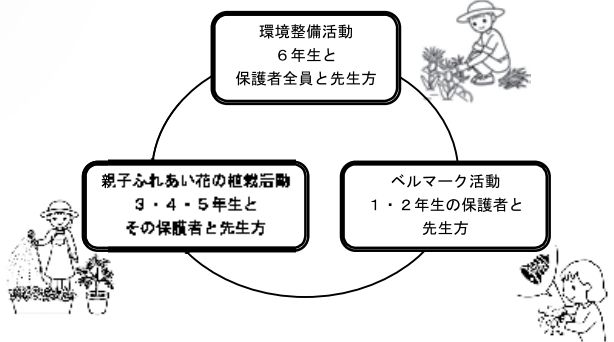 環境整備活動
６年生と
保護者全員と先生方
親子ふれあい花の植栽活動
３・４・５年生と
その保護者と先生方
ベルマーク活動
１・２年生の保護者と
先生方